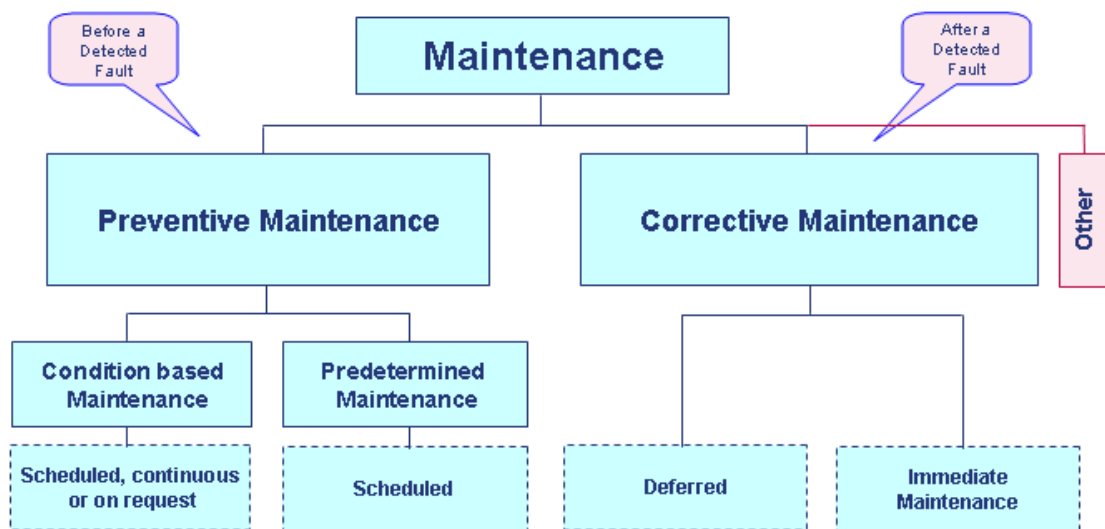 Before a
Detected
Fault
Maintenance
After a
Detected
Fault
Preventive Maintenance
Corrective Maintenance
Other
Condition based
Maintenance
Predetermined
Maintenance
Scheduled, continuous
or on request
Scheduled
Deferred
Immediate
Maintenance